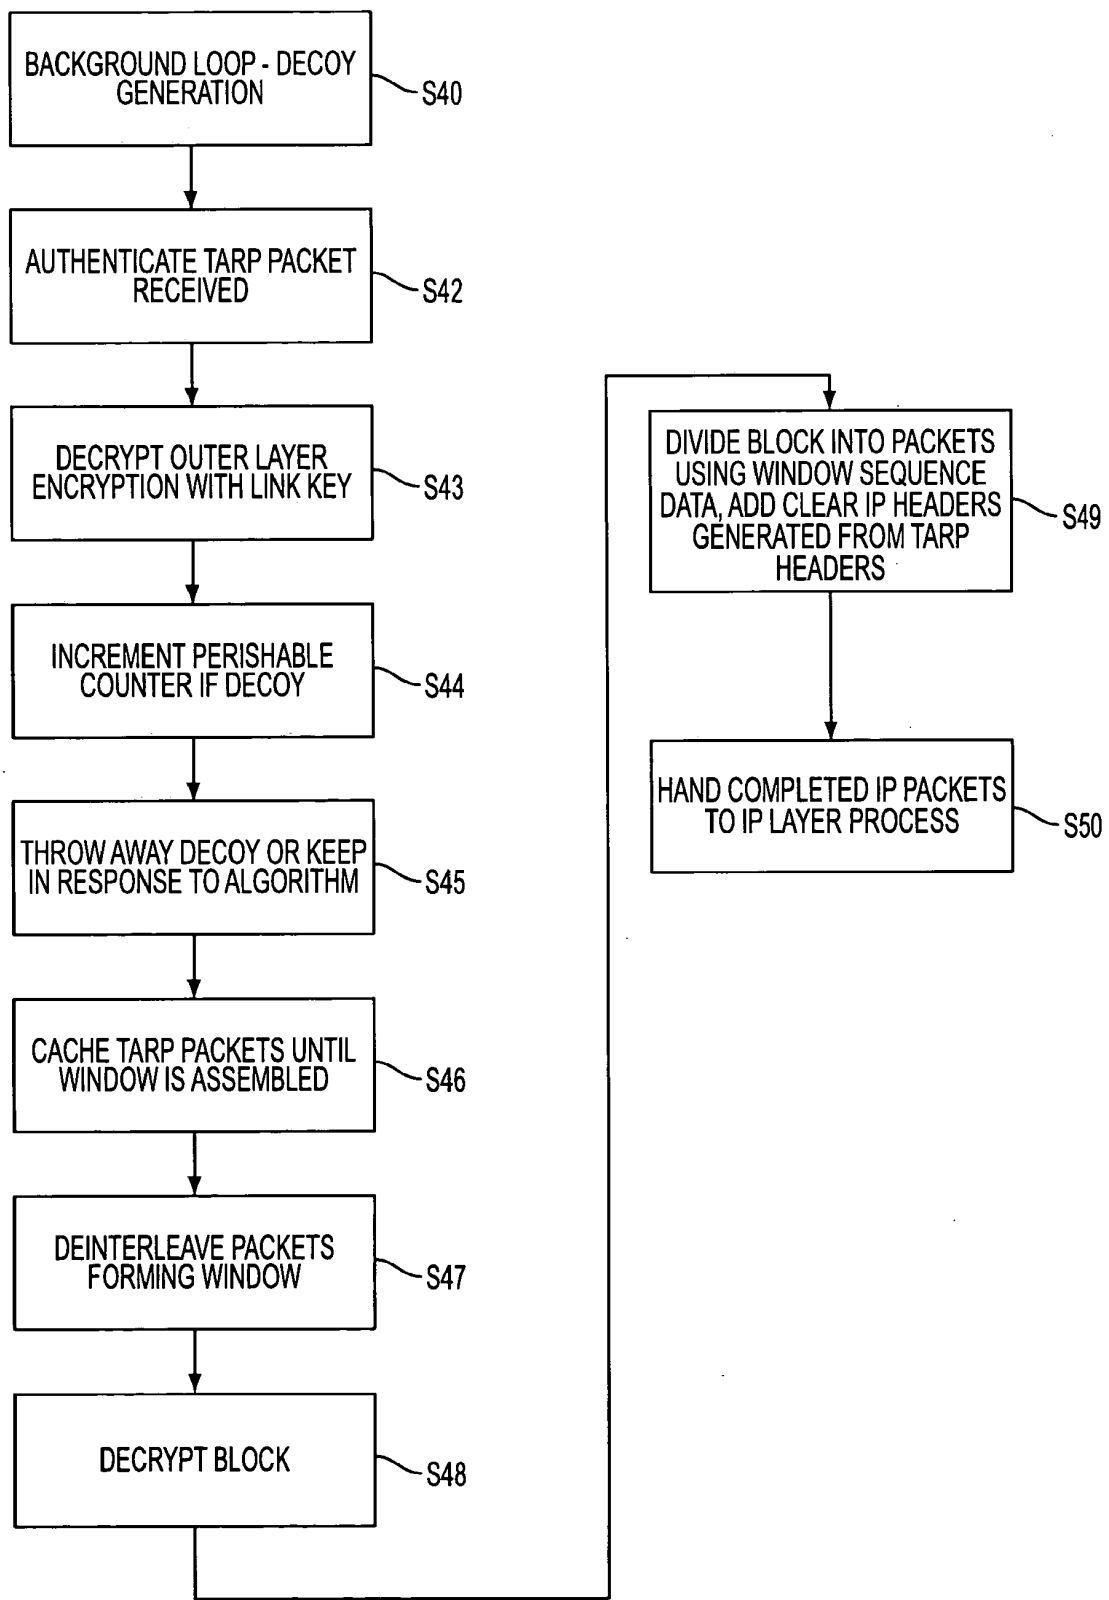 BACKGROUND LOOP - DECOY
GENERATION
S40
AUTHENTICATE TARP PACKET
RECEIVED
S42
DECRYPT OUTER LAYER
ENCRYPTION WITH LINK KEY
S43
INCREMENT PERISHABLE
COUNTER IF DECOY
S44
THROW AWAY DECOY OR KEEP
IN RESPONSE TO ALGORITHM
S45
CACHE TARP PACKETS UNTIL
WINDOW IS ASSEMBLED
S46
DEINTERLEAVE PACKETS
FORMING WINDOW
S47
DECRYPT BLOCK
S48
DIVIDE BLOCK INTO PACKETS
USING WINDOW SEQUENCE
DATA, ADD CLEAR IP HEADERS
GENERATED FROM TARP
HEADERS
S49
HAND COMPLETED IP PACKETS
TO IP LAYER PROCESS
S50